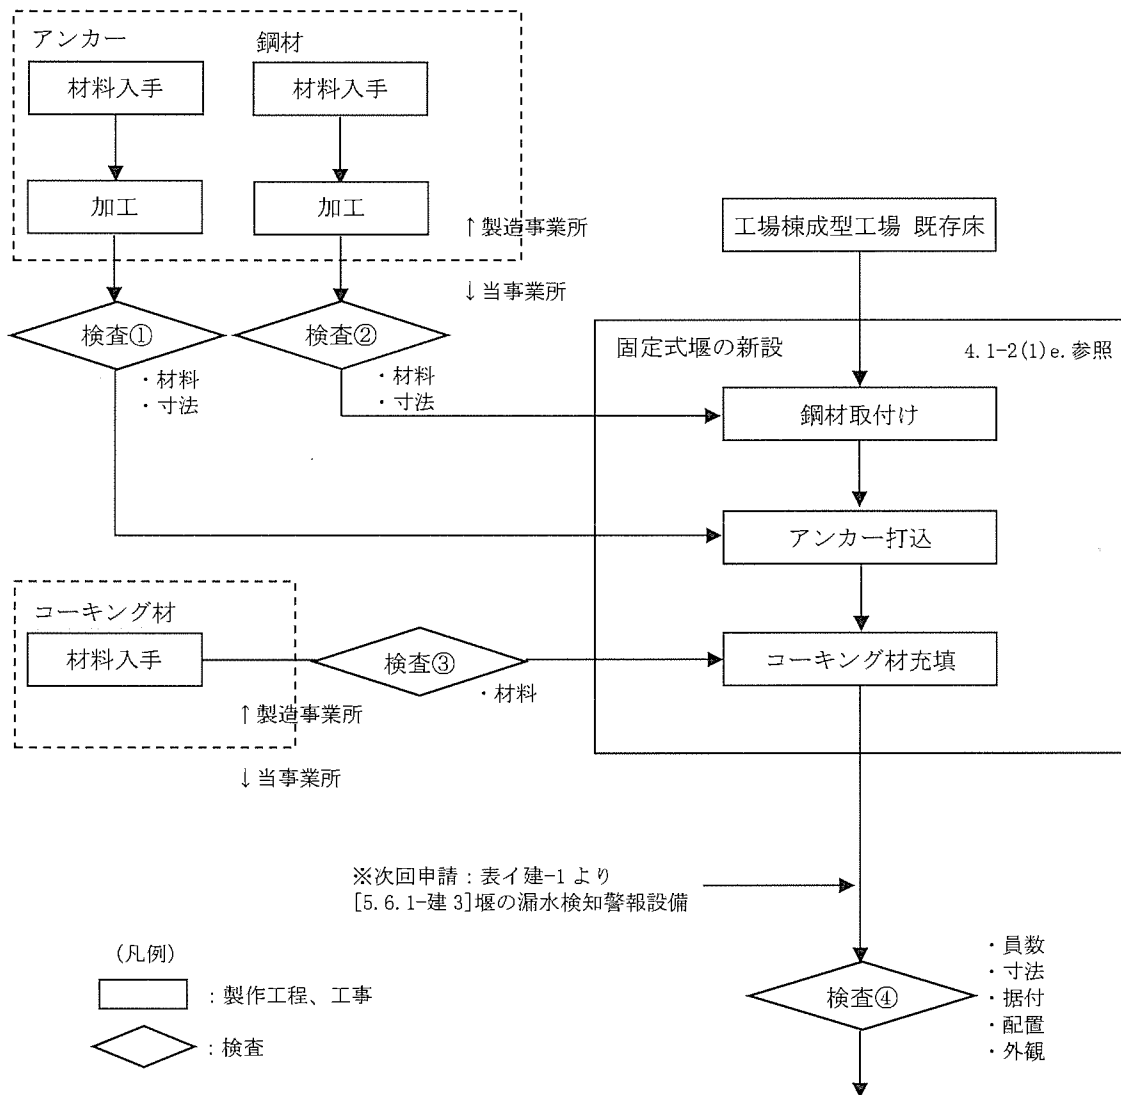 アンカー
鋼材
材料入手
材料入手
加工
加工
↑製造事業所
↓当事業所
工場棟成型工場 既存床
検査①
・材料
・寸法
検査②
・材料
・寸法
固定式堰の新設
4.1-2(1)e.参照
鋼材取付け
アンカー打込
コーキング材
材料入手
検査③
・材料
コーキング材充填
↑製造事業所
↓当事業所
※次回申請：表イ建-1より
[5.6.1-建3]堰の漏水検知警報設備
検査④
・員数
・寸法
・据付
・配置
・外観
(凡例)
：製作工程、工事
：検査